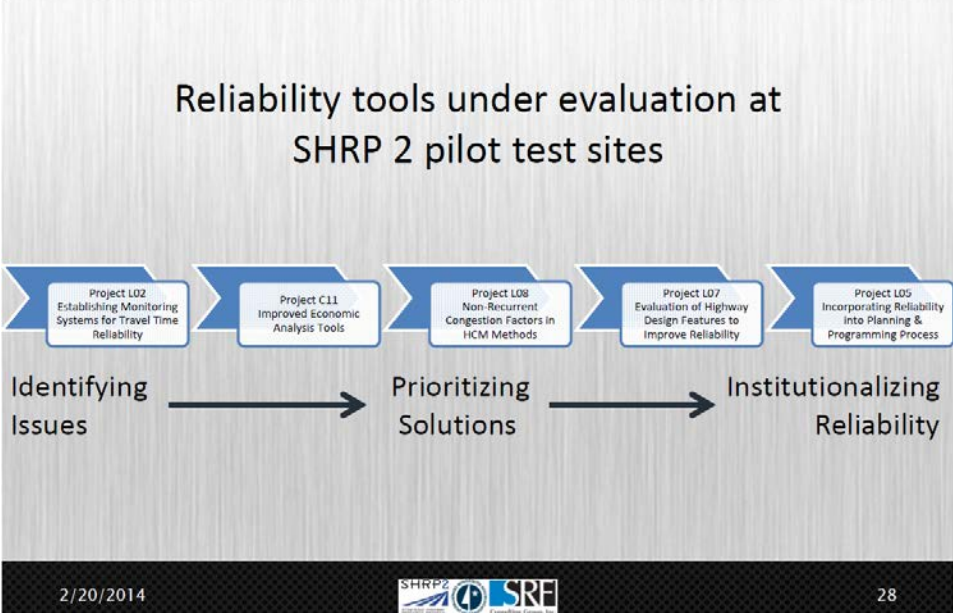 Reliability tools under evaluation at
SHRP 2 pilot test sites
Project L02
Establishing Monitoring
Systems for Travel Time
Reliability
Project C11
Improved Economic
Analysis Tools
Project L08
Non-Recurrent
Congestion Factors in
HCM Methods
Project L07
Evaluation of Highway
Design Features to
Improve Reliability
Project L05
Incorporating Reliability
into Planning &
Programming Process
Identifying
Issues
Prioritizing
Solutions
Institutionalizing
Reliability
2/20/2014
SHRP2
SRF
Consulting Group, Inc.
28